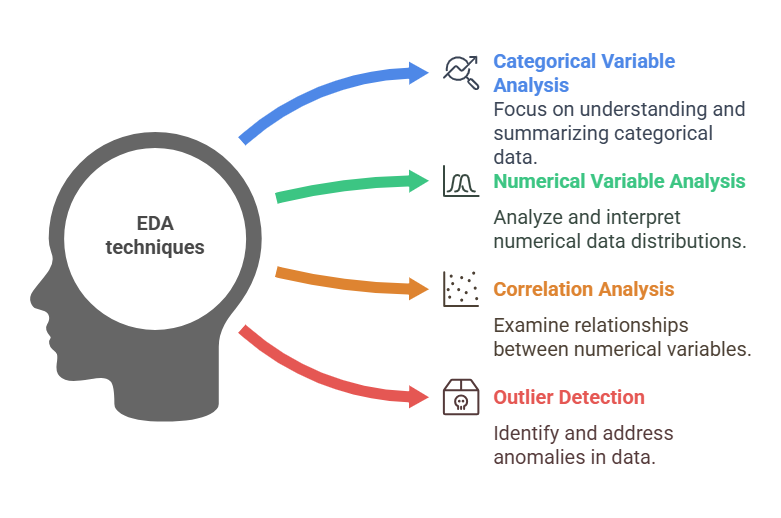 EDA
techniques
Categorical Variable
Analysis
Focus on understanding and
summarizing categorical
data.
Numerical Variable Analysis
Analyze and interpret
numerical data distributions.
Correlation Analysis
Examine relationships
between numerical variables.
Outlier Detection
Identify and address
anomalies in data.